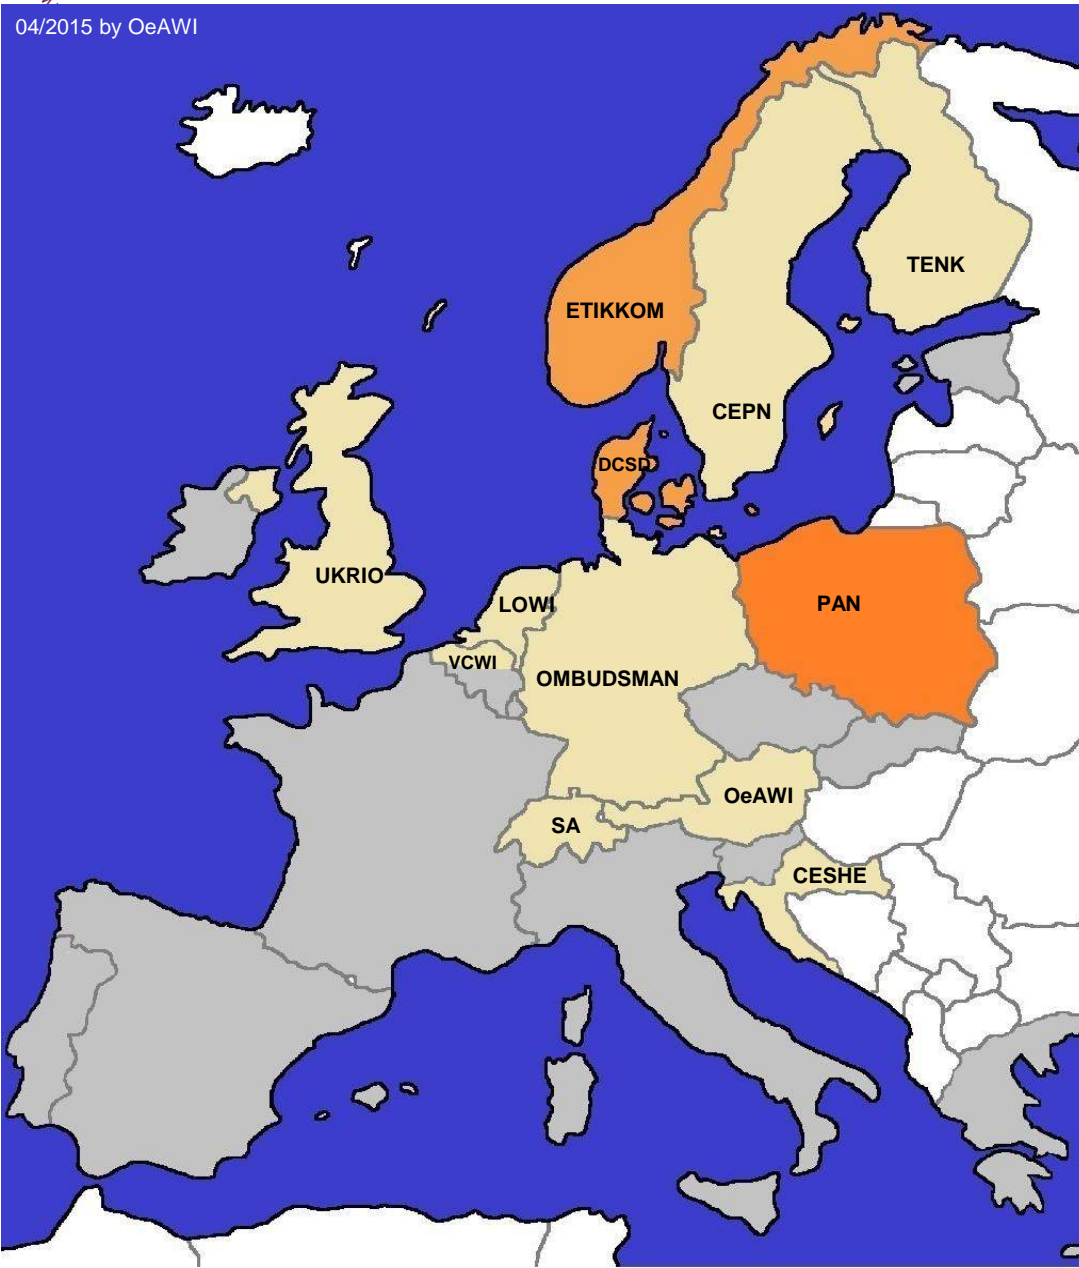 04/2015 by OeAWI
TENK
ETIKKOM
CEPN
DCSD
UKRIO
LOWI
PAN
VCWI
OMBUDSMAN
OeAWI
SA
CESHE